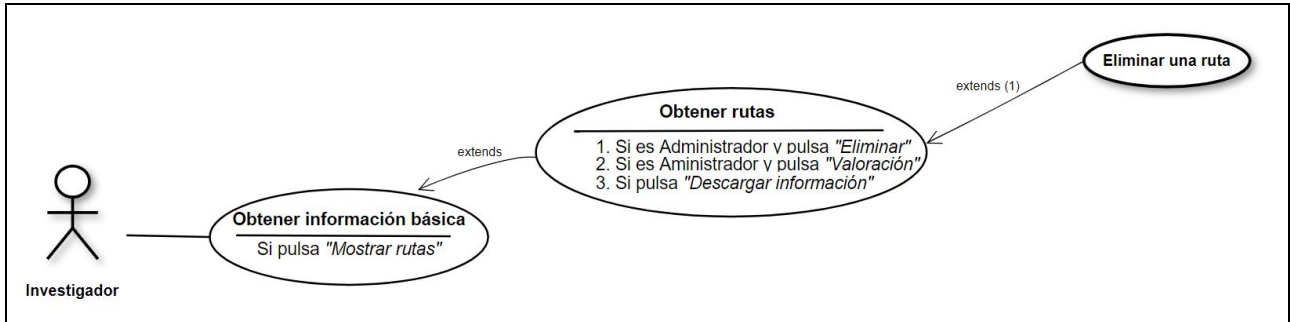 Eliminar una ruta
extends (1)
Obtener rutas
1. Si es Administrador y pulsa "Eliminar"
2. Si es Aministrador y pulsa "Valoración"
3. Si pulsa "Descargar información"
extends
Obtener información básica
Si pulsa "Mostrar rutas"
Investigador